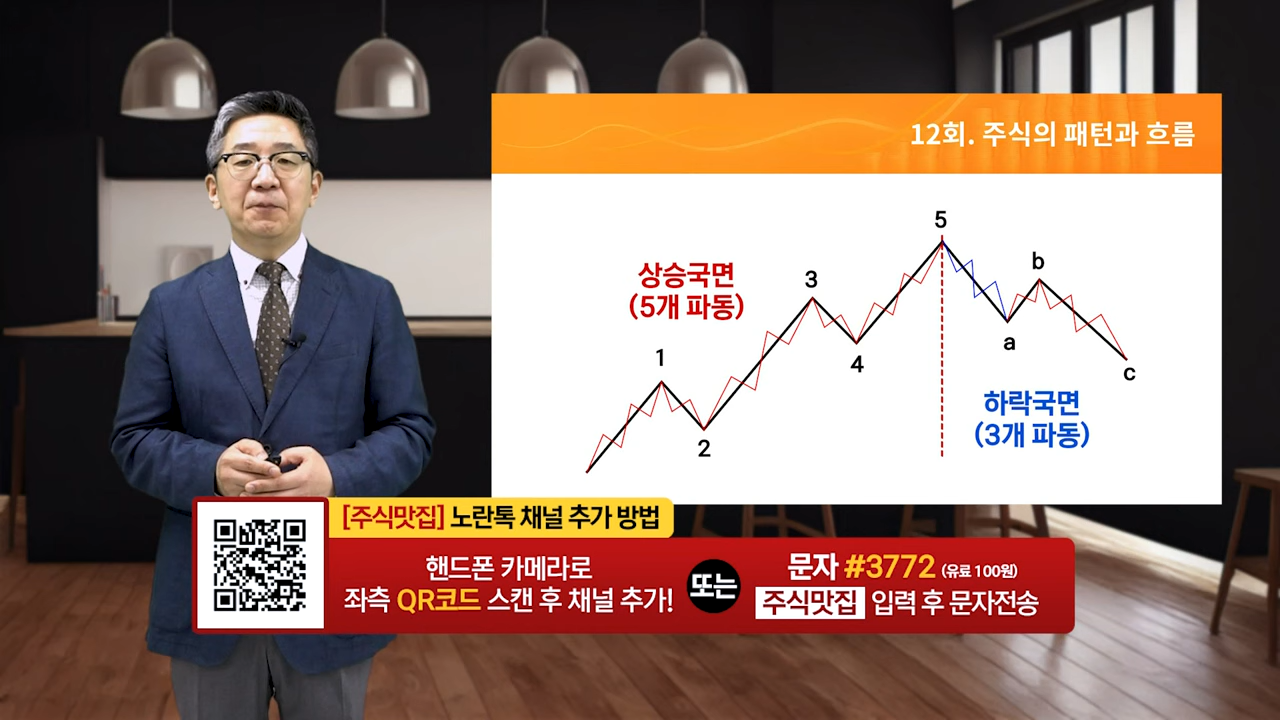 12회. 주식의 패턴과 흐름
상승국면
(5개 파동)
1
2
3
4
5
a
b
c
하락국면
(3개 파동)
[주식맛집] 노란톡 채널 추가 방법
핸드폰 카메라로
좌측 QR코드 스캔 후 채널 추가!
또는
문자 #3772 (유료 100원)
주식맛집 입력 후 문자전송